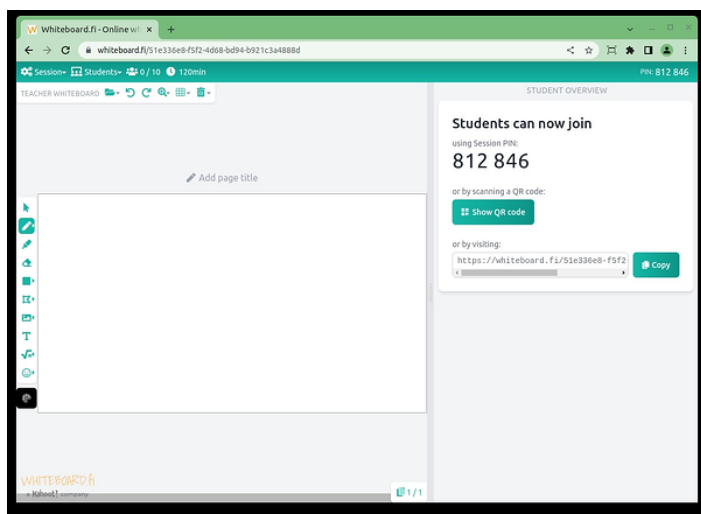 Whiteboard.fi - Online wh
whiteboard.fi/51e336e8-f5f2-4d68-bd94-b921c3a4888d
Session Students 0 / 10 120min PIN: 812 846
TEACHER WHITEBOARD
STUDENT OVERVIEW
Students can now join
using Session PIN:
812 846
Add page title
or by scanning a QR code:
Show QR code
or by visiting:
https://whiteboard.fi/51e336e8-f5f2
Copy
T
WHITEBOARD.fi
a Kahoot! company
1 / 1